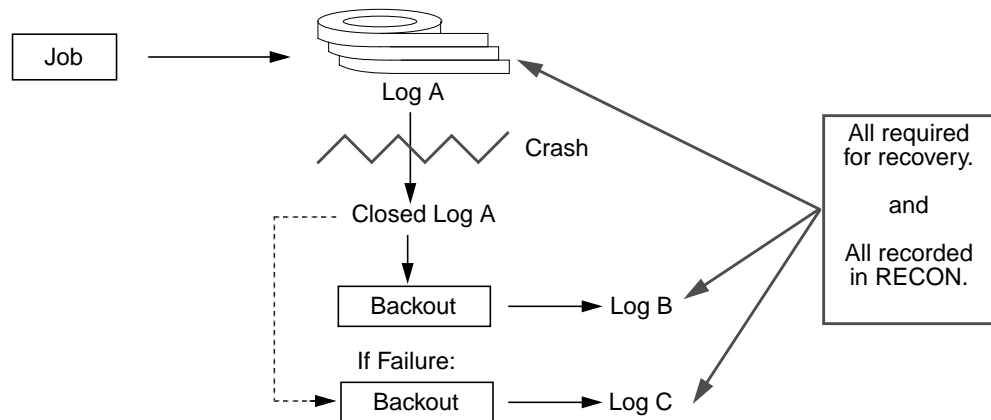 Job
Log A
Crash
All required
for recovery.
and
All recorded
in RECON.
Closed Log A
Backout
Log B
If Failure:
Backout
Log C